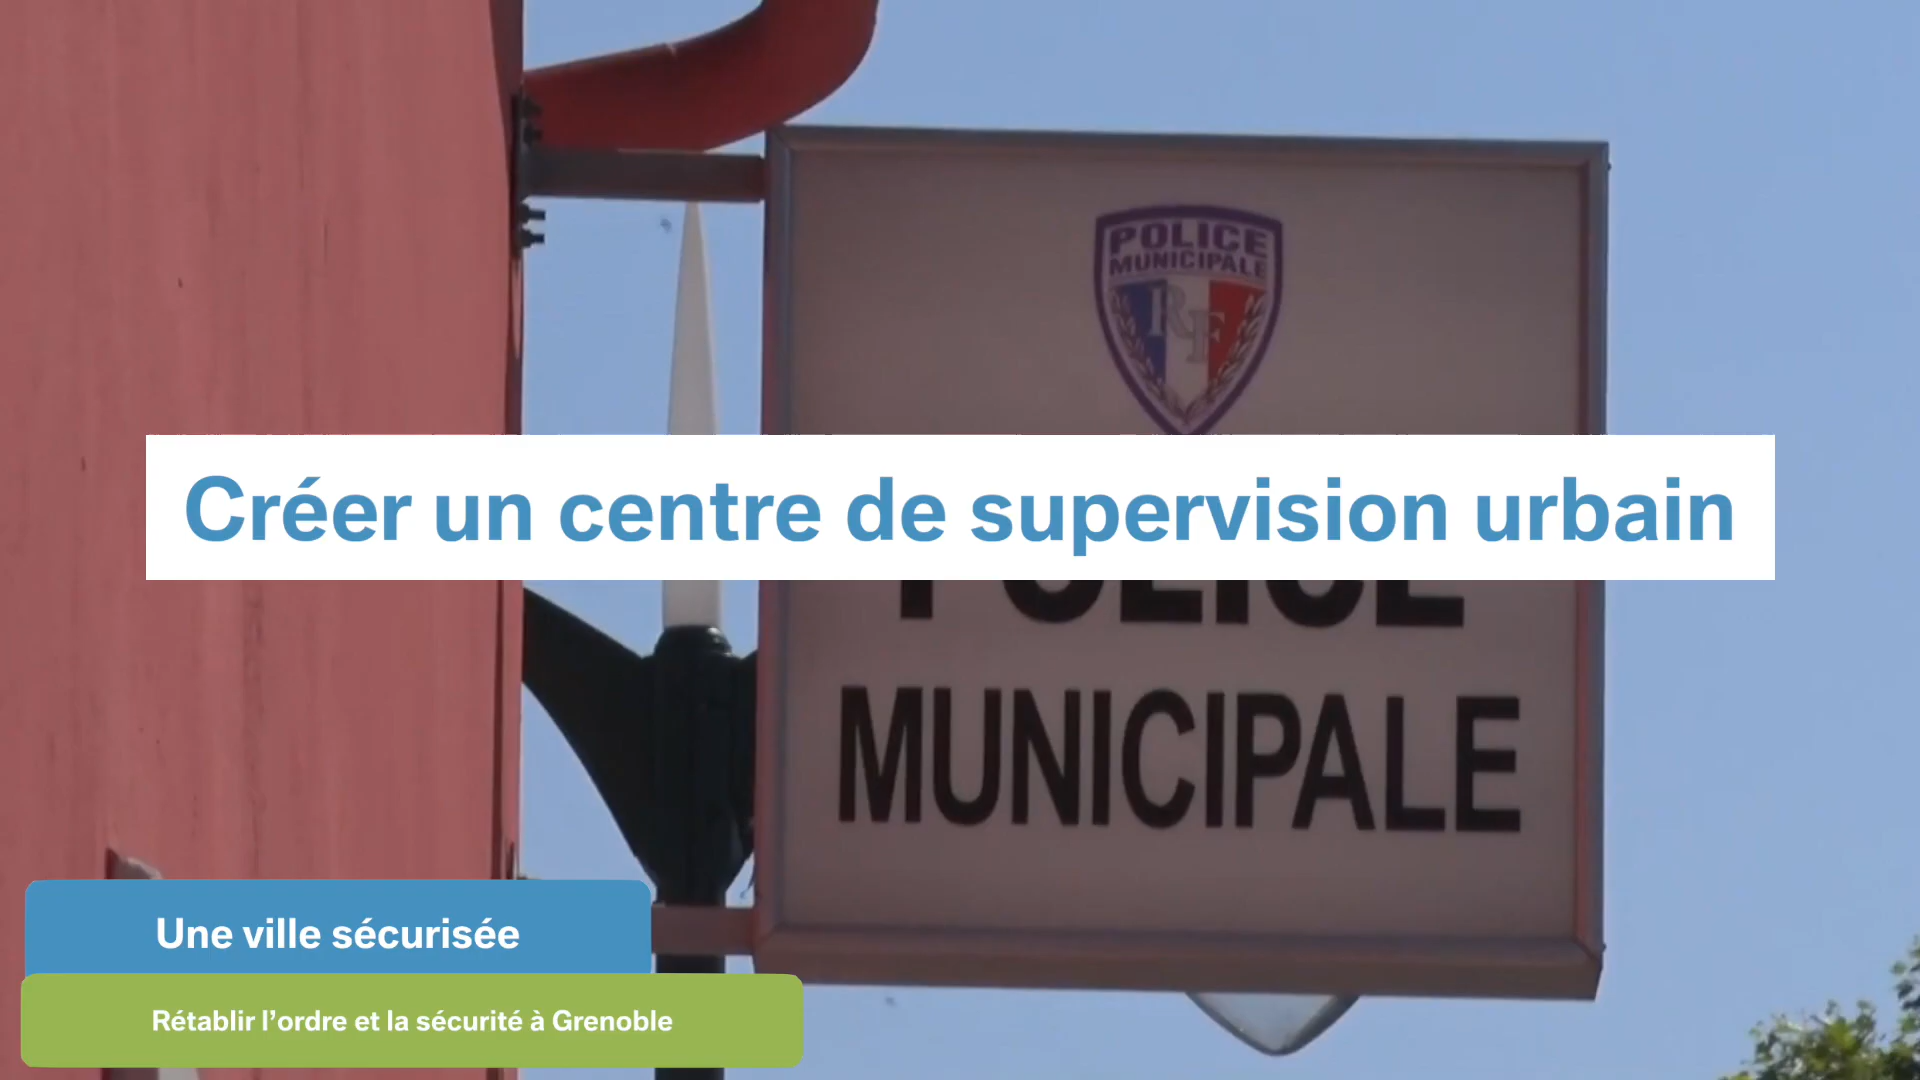 POLICE
MUNICIPALE
RF
Créer un centre de supervision urbain
POLICE
MUNICIPALE
Une ville sécurisée
Rétablir l’ordre et la sécurité à Grenoble